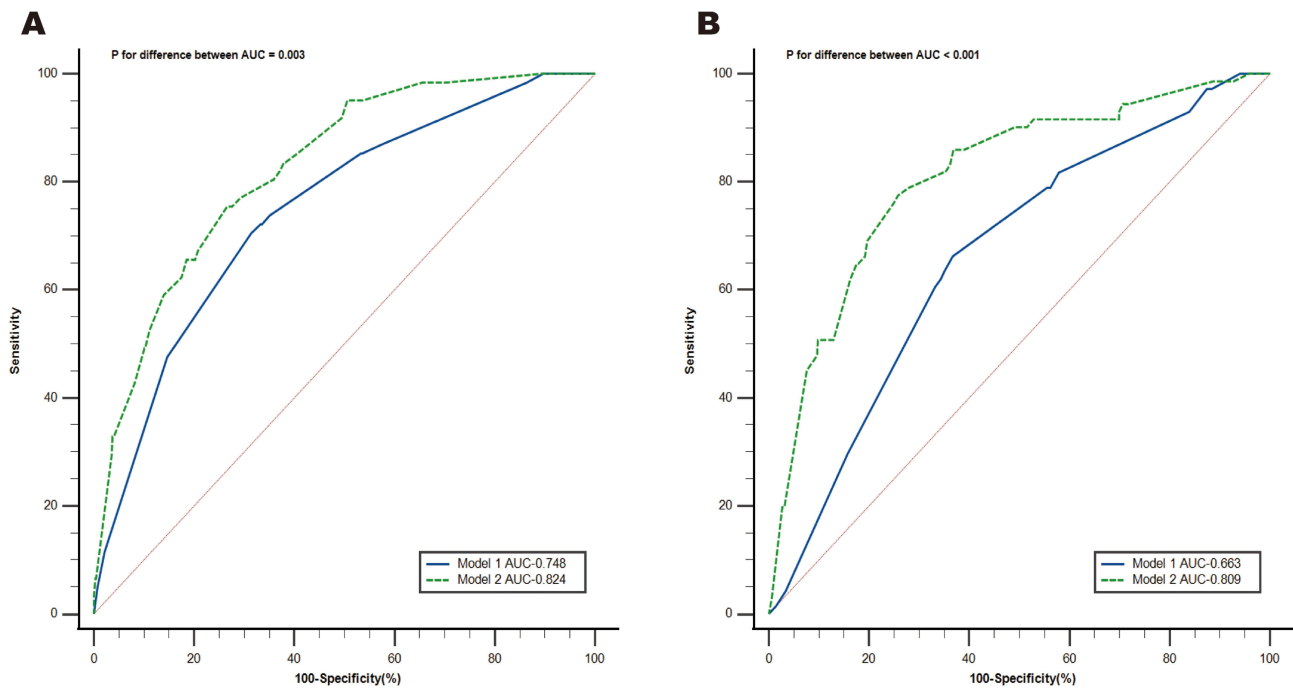 A
P for difference between AUC = 0.003
100
80
60
40
20
0
Sensitivity
Model 1 AUC-0.748
Model 2 AUC-0.824
0 20 40 60 80 100
100-Specificity(%)
B
P for difference between AUC < 0.001
100
80
60
40
20
0
Sensitivity
Model 1 AUC-0.663
Model 2 AUC-0.809
0 20 40 60 80 100
100-Specificity(%)